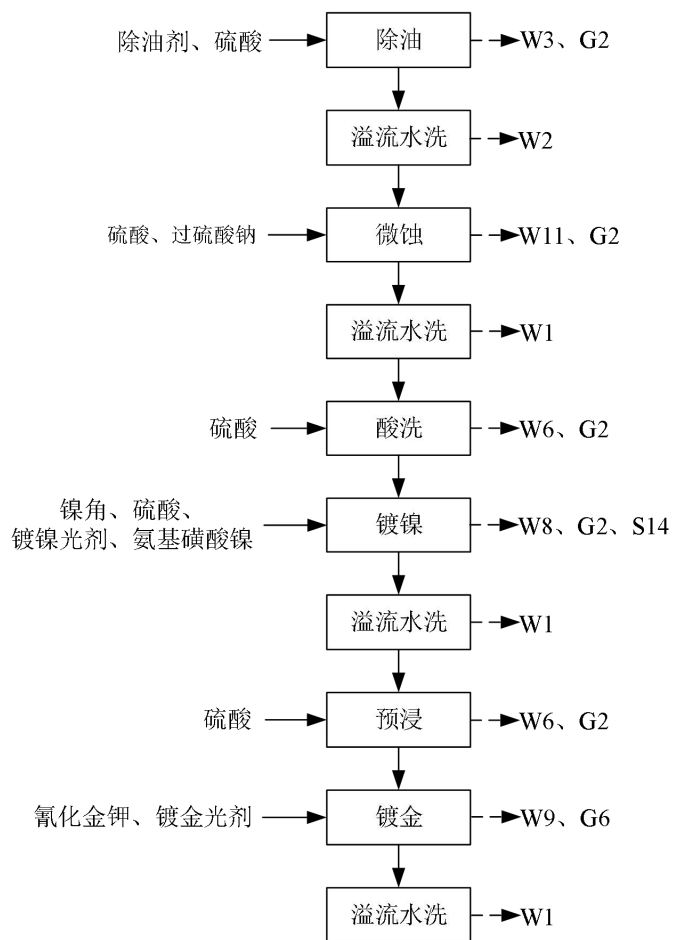 除油剂、硫酸
除油
W3、G2
溢流水洗
W2
硫酸、过硫酸钠
微蚀
W11、G2
溢流水洗
W1
硫酸
酸洗
W6、G2
镍角、硫酸、
镀镍光剂、氨基磺酸镍
镀镍
W8、G2、S14
溢流水洗
W1
硫酸
预浸
W6、G2
氰化金钾、镀金光剂
镀金
W9、G6
溢流水洗
W1